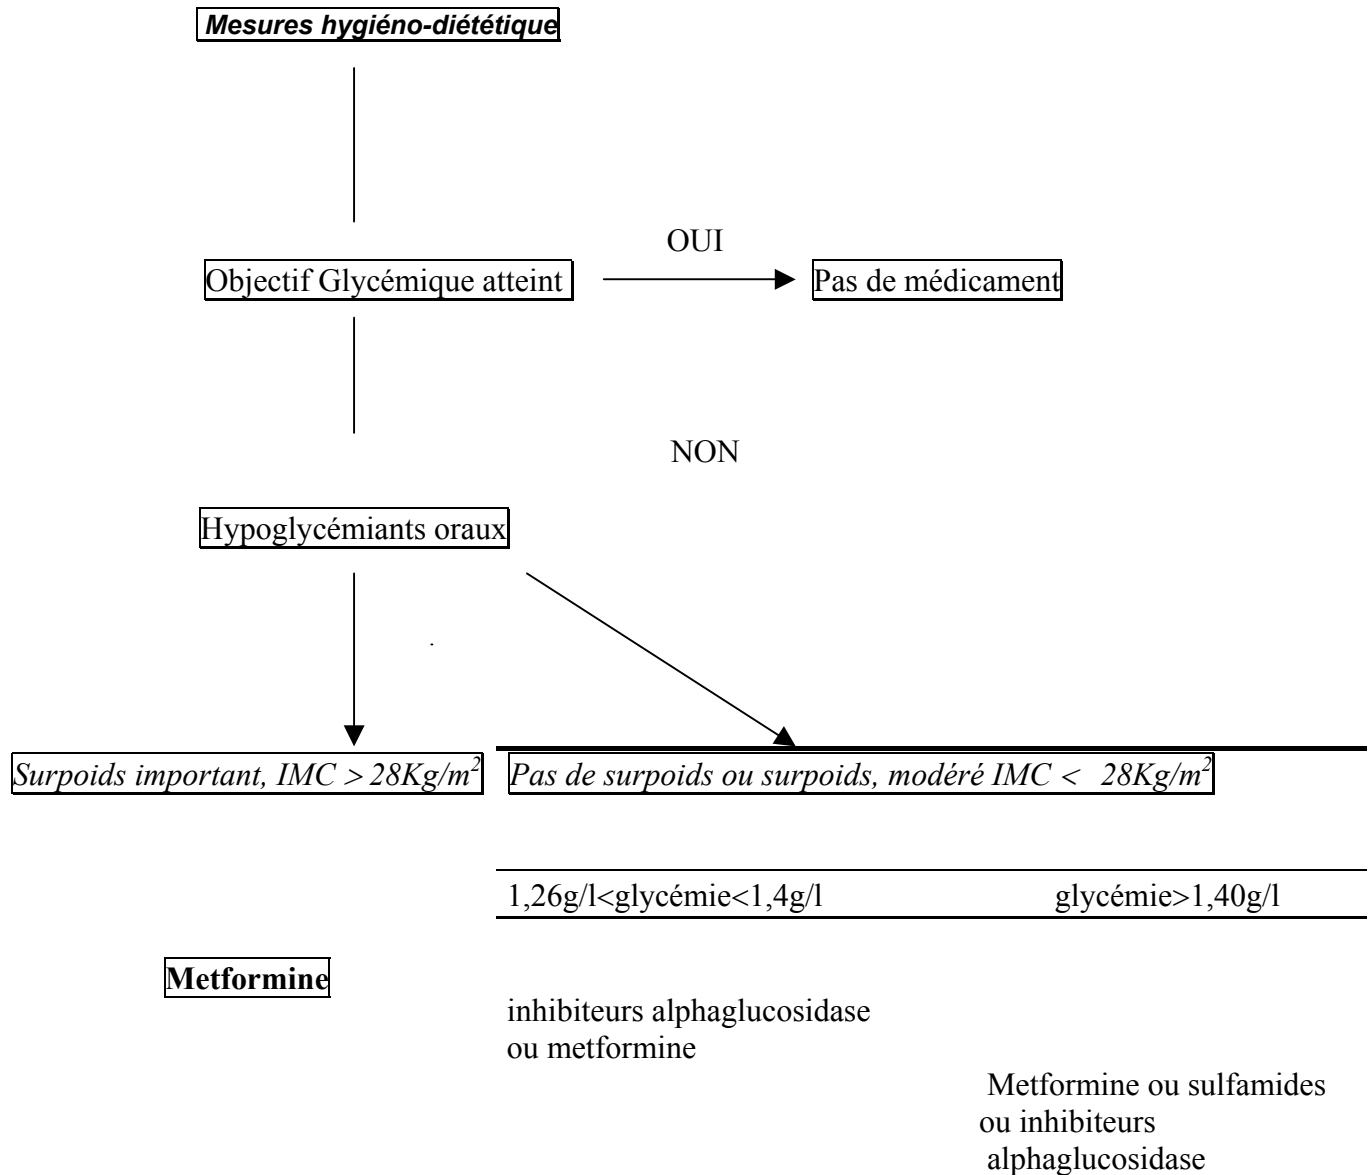 Mesures hygiéno-diététique
OUI
Objectif Glycémique atteint
Pas de médicament
NON
Hypoglycémiants oraux
Surpoids important, IMC > 28Kg/m²
Pas de surpoids ou surpoids, modéré IMC < 28Kg/m²
1,26g/l<glycémie<1,4g/l
glycémie>1,40g/l
Metformine
inhibiteurs alphaglucosidase
ou metformine
Metformine ou sulfamides
ou inhibiteurs
alphaglucosidase